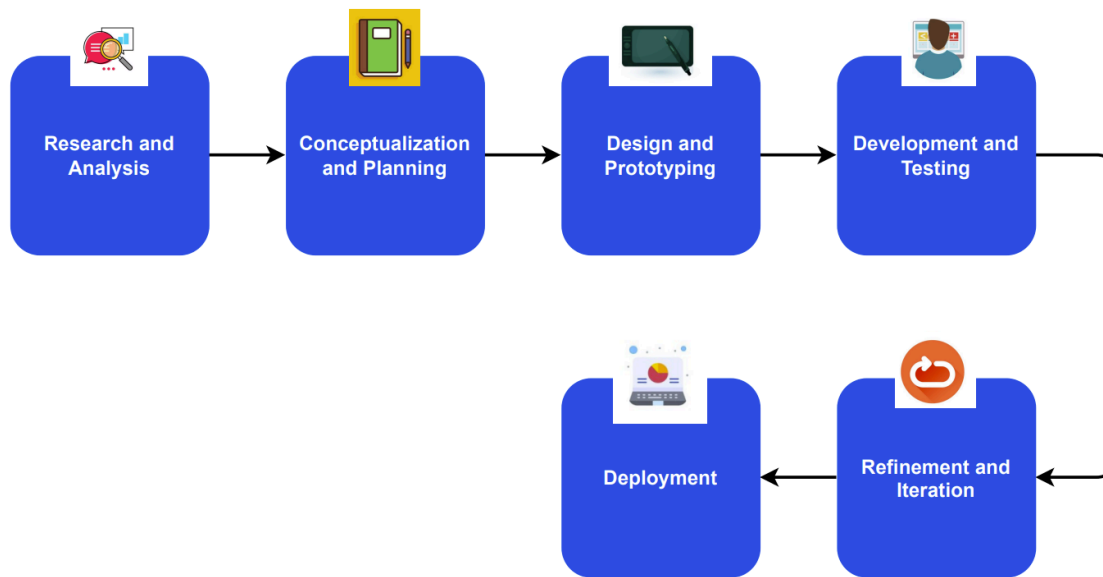 Research and
Analysis
Conceptualization
and Planning
Design and
Prototyping
Development and
Testing
Deployment
Refinement and
Iteration